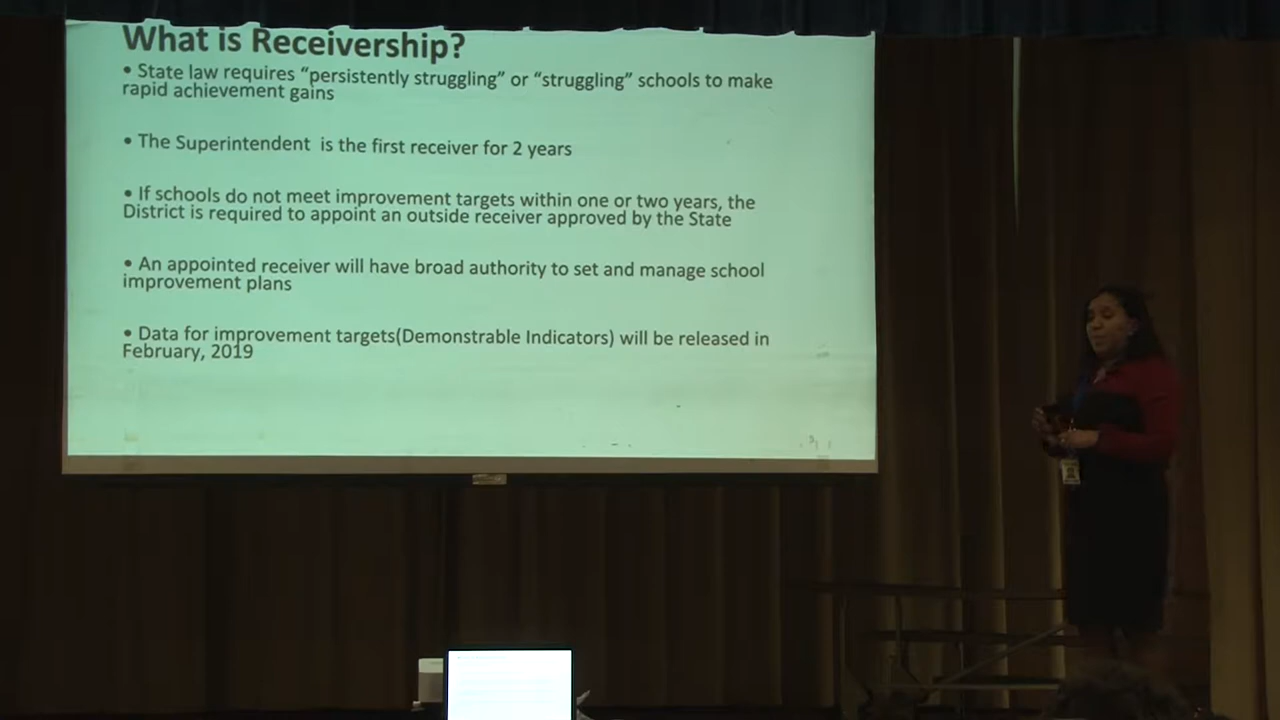 What is Receivership?
• State law requires “persistently struggling” or “struggling” schools to make
rapid achievement gains
• The Superintendent  is the first receiver for 2 years
• If schools do not meet improvement targets within one or two years, the
District is required to appoint an outside receiver approved by the State
• An appointed receiver will have broad authority to set and manage school
improvement plans
• Data for improvement targets(Demonstrable Indicators) will be released in
February, 2019